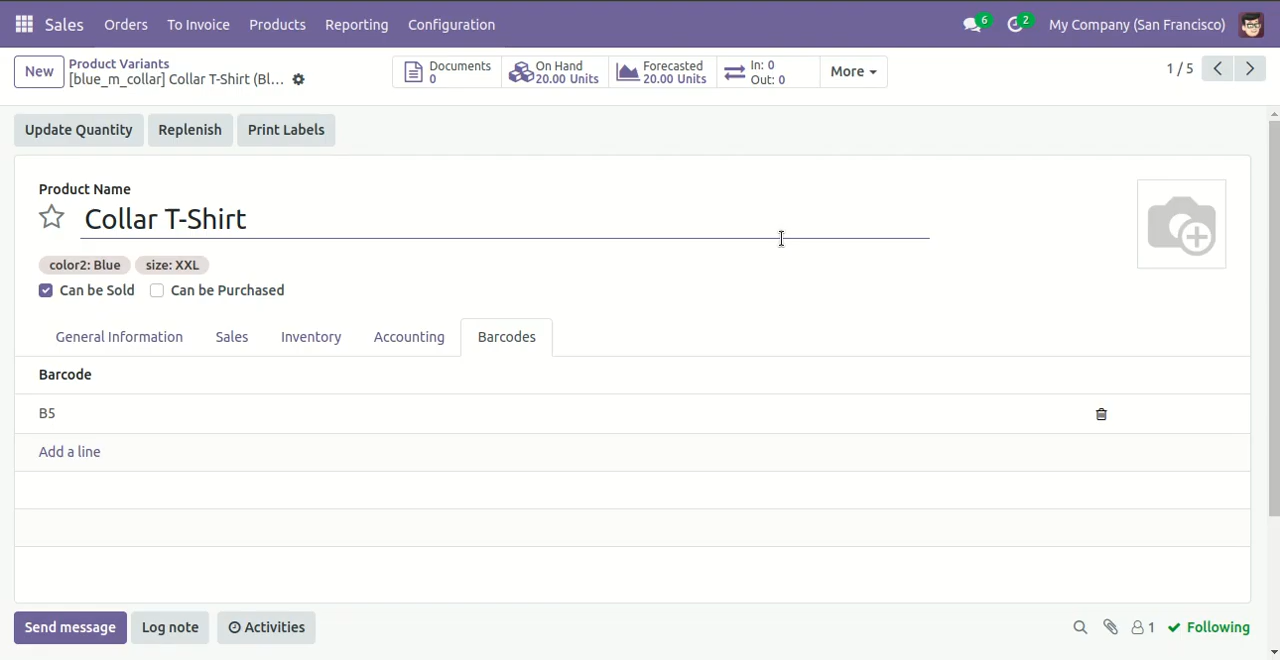 Sales Orders To Invoice Products Reporting Configuration 6 2 My Company (San Francisco)
New Product Variants Documents On Hand Forecasted In: 0 More 1 / 5
[blue_m_collar] Collar T-Shirt (Bl... 0 20.00 Units 20.00 Units Out: 0
Update Quantity Replenish Print Labels
Product Name
Collar T-Shirt
color2: Blue size: XXL
Can be Sold Can be Purchased
General Information Sales Inventory Accounting Barcodes
Barcode
B5
Add a line
Send message Log note Activities 1 Following